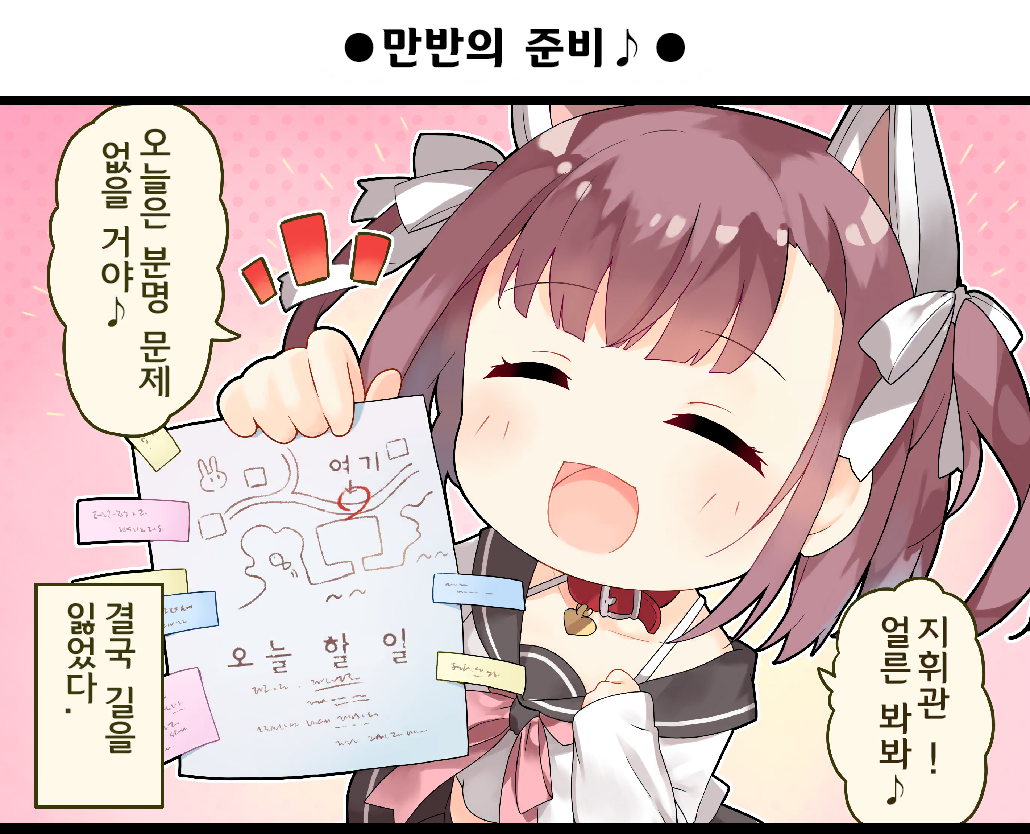 ●만반의 준비♪●
지휘관!
얼른 봐봐♪
오늘은 분명 문제
없을 거야♪
여기
오늘 할 일
결국 길을
잃었다.